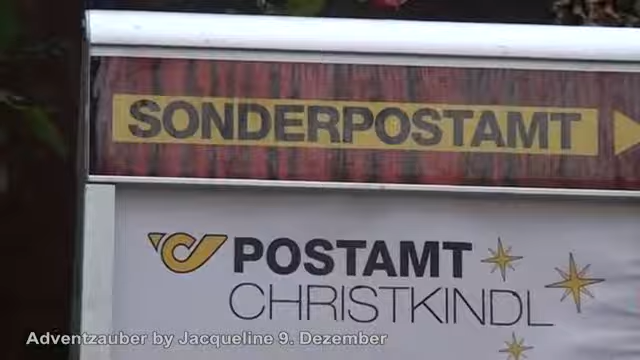 SONDERPOSTAMT
POSTAMT
CHRISTKINDL
Adventzauber by Jacqueline 9. Dezember